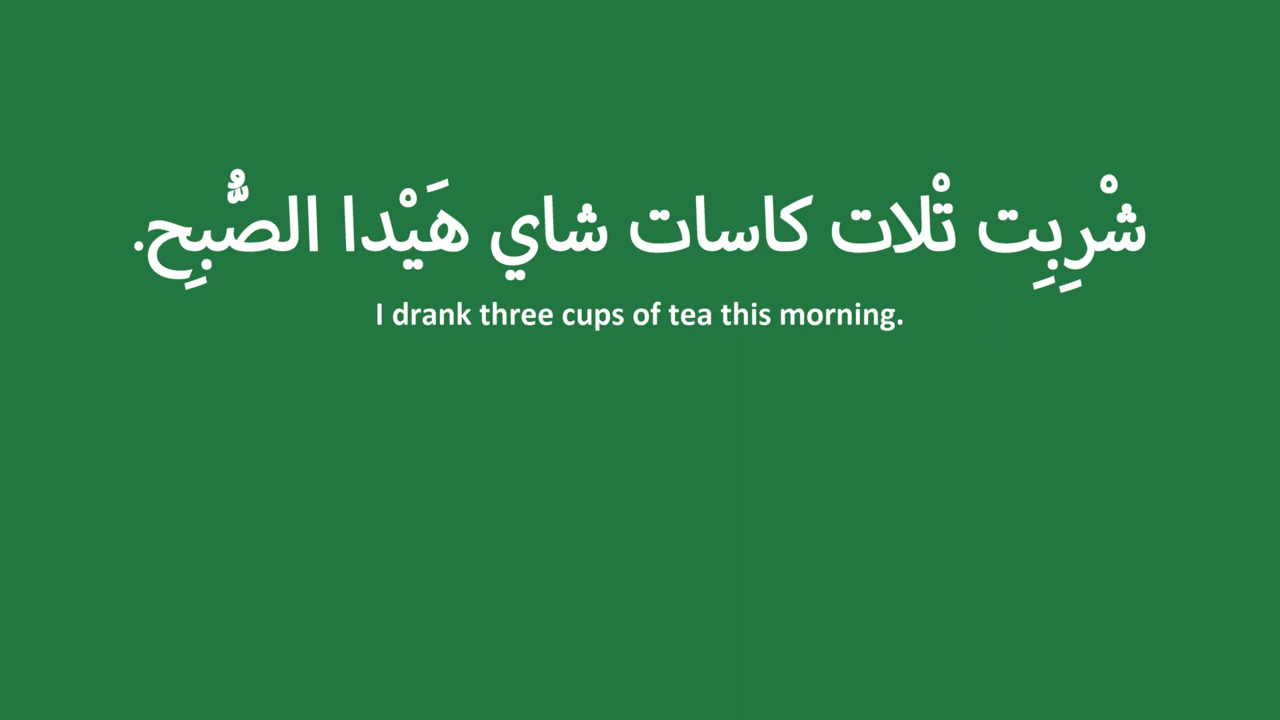 شْرِبِت تْلات كاسات شاي هَيْدا الصُّبِح.
I drank three cups of tea this morning.